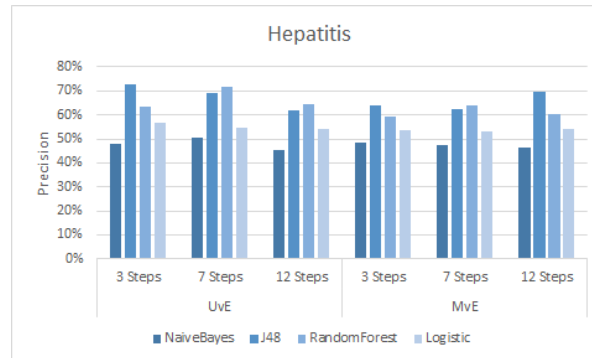 Hepatitis
80%
70%
60%
50%
40%
30%
20%
10%
0%
Precision
3 Steps 7 Steps 12 Steps 3 Steps 7 Steps 12 Steps
UvE MvE
NaiveBayes J48 RandomForest Logistic